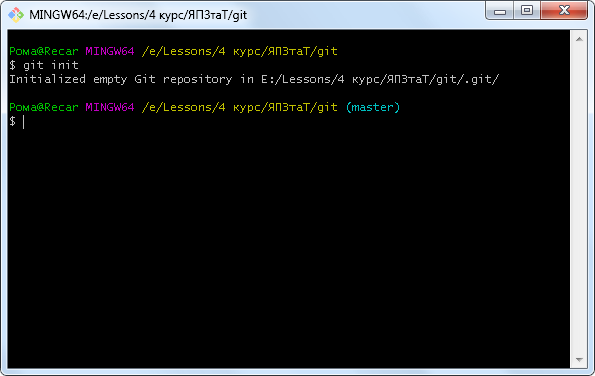 MINGW64:/e/Lessons/4 курс/ЯПЗтаТ/git
Рома@Recar MINGW64 /e/Lessons/4 курс/ЯПЗтаТ/git
$ git init
Initialized empty Git repository in E:/Lessons/4 курс/ЯПЗтаТ/git/.git/
Рома@Recar MINGW64 /e/Lessons/4 курс/ЯПЗтаТ/git (master)
$